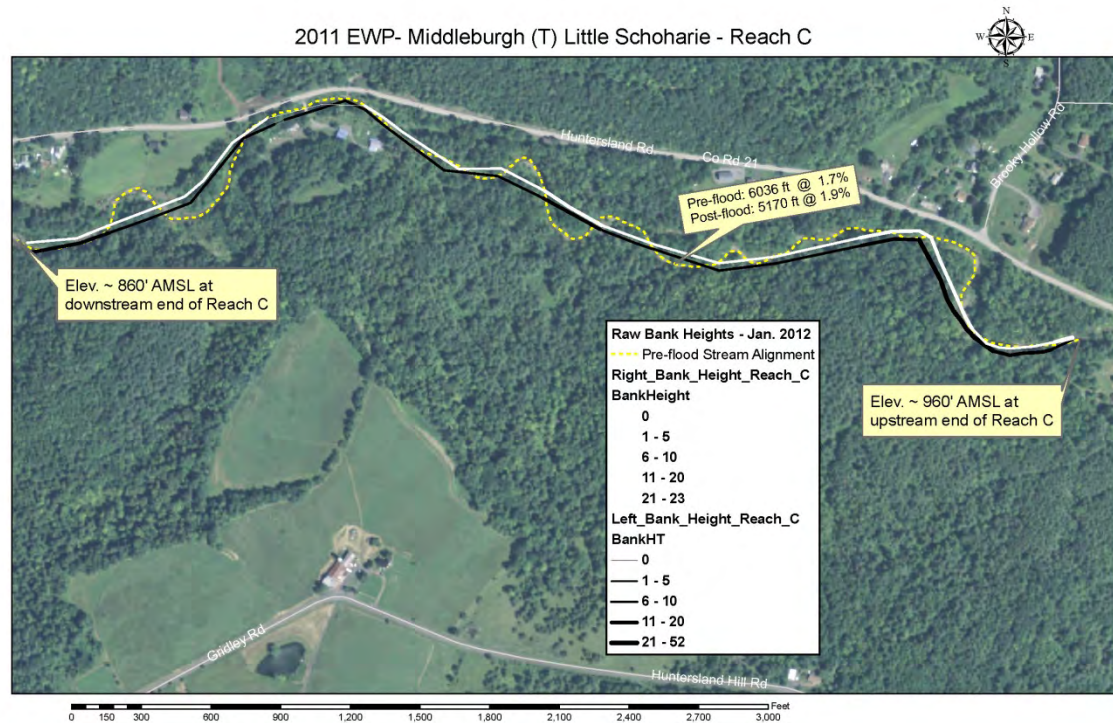 2011 EWP- Middleburgh (T) Little Schoharie - Reach C
N
W E
S
Huntersland Rd.
Co Rd 21
Brooky Hollow Rd
Pre-flood: 6036 ft @ 1.7%
Post-flood: 5170 ft @ 1.9%
Elev. ~ 860' AMSL at
downstream end of Reach C
Elev. ~ 960' AMSL at
upstream end of Reach C
Raw Bank Heights - Jan. 2012
Pre-flood Stream Alignment
Right_Bank_Height_Reach_C
BankHeight
0
1 - 5
6 - 10
11 - 20
21 - 23
Left_Bank_Height_Reach_C
BankHT
0
1 - 5
6 - 10
11 - 20
21 - 52
Gridley Rd
Huntersland Hill Rd
Feet
0 150 300 600 900 1,200 1,500 1,800 2,100 2,400 2,700 3,000